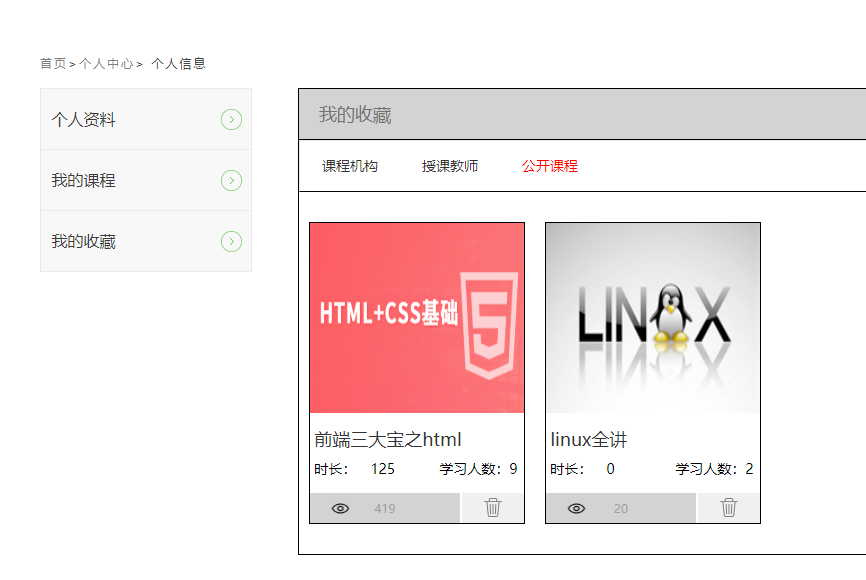 首页>个人中心> 个人信息
个人资料
我的课程
我的收藏
我的收藏
课程机构 授课教师 公开课程
HTML+CSS基础 5
前端三大宝之html
时长： 125 学习人数：9
419
LINUX
linux全讲
时长： 0 学习人数：2
20